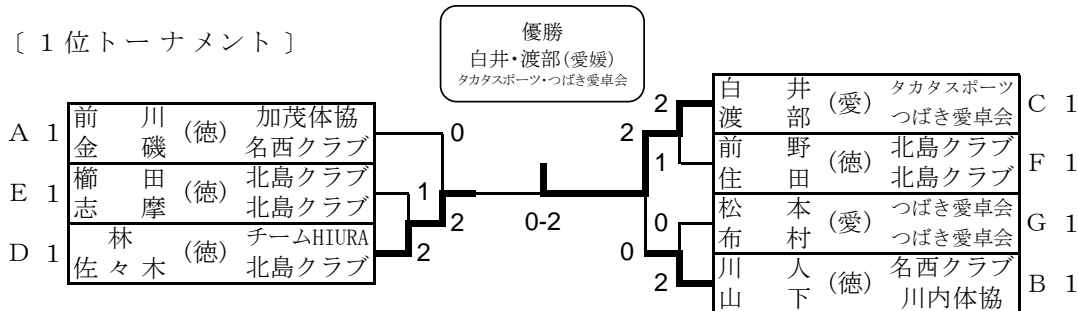 〔 1位トーナメント 〕
優勝
白井・渡部(愛媛)
タカタスポーツ・つばき愛卓会
A 1 前 川 (徳) 加茂体協 0
金 磯 名西クラブ
E 1 櫛 田 (徳) 北島クラブ 1
志 摩 北島クラブ
2 0-2
D 1 林 (徳) チームHIURA 2
佐々木 北島クラブ
2 白 井 (愛) タカタスポーツ C 1
渡 部 つばき愛卓会
2
1 前 野 (徳) 北島クラブ F 1
住 田 北島クラブ
0 松 本 (愛) つばき愛卓会 G 1
布 村 つばき愛卓会
0
2 川 人 (徳) 名西クラブ B 1
山 下 川内体協